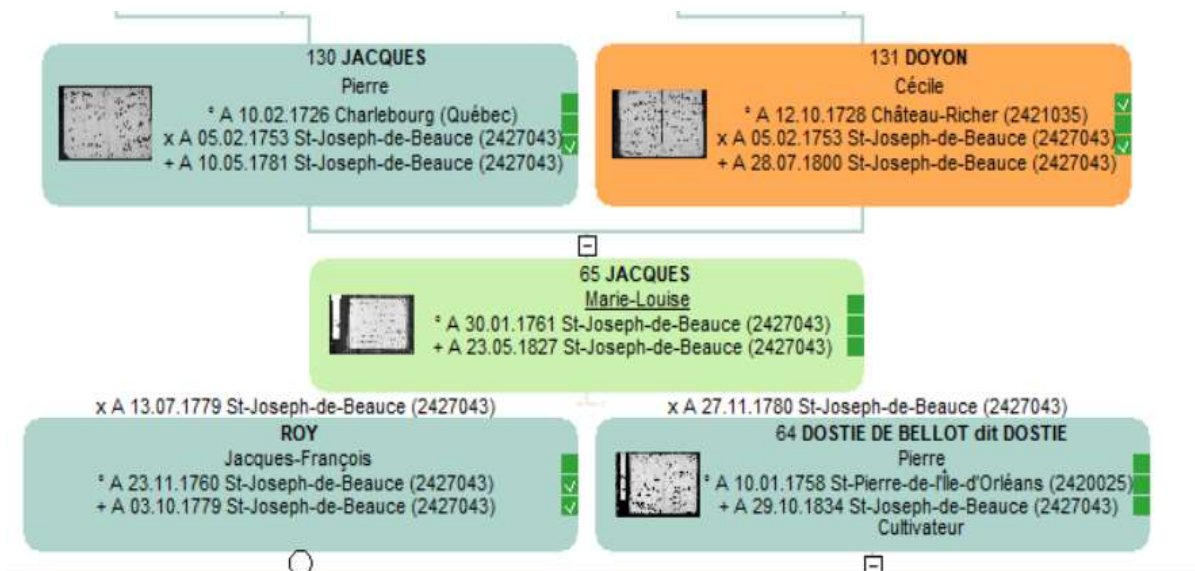 130 JACQUES
Pierre
° A 10.02.1726 Charlebourg (Québec)
x A 05.02.1753 St-Joseph-de-Beauce (2427043)
+ A 10.05.1781 St-Joseph-de-Beauce (2427043)
131 DOYON
Cécile
° A 12.10.1728 Château-Richer (2421035)
x A 05.02.1753 St-Joseph-de-Beauce (2427043)
+ A 28.07.1800 St-Joseph-de-Beauce (2427043)
65 JACQUES
Marie-Louise
° A 30.01.1761 St-Joseph-de-Beauce (2427043)
+ A 23.05.1827 St-Joseph-de-Beauce (2427043)
x A 13.07.1779 St-Joseph-de-Beauce (2427043)
ROY
Jacques-François
° A 23.11.1760 St-Joseph-de-Beauce (2427043)
+ A 03.10.1779 St-Joseph-de-Beauce (2427043)
x A 27.11.1780 St-Joseph-de-Beauce (2427043)
64 DOSTIE DE BELLOT dit DOSTIE
Pierre
° A 10.01.1758 St-Pierre-de-l'Île-d'Orléans (2420025)
+ A 29.10.1834 St-Joseph-de-Beauce (2427043)
Cultivateur